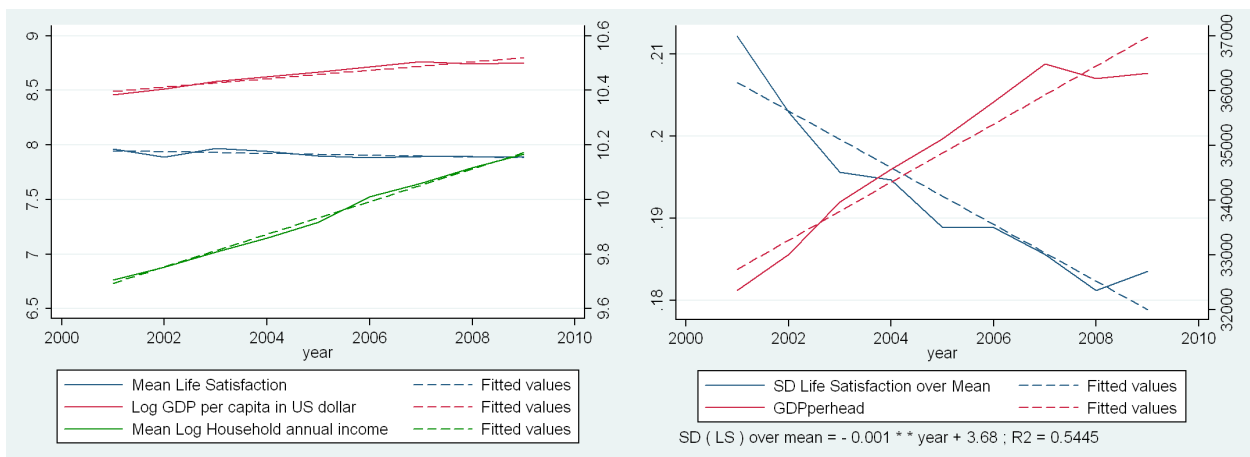 9
8.5
8
7.5
7
6.5
10.6
10.4
10.2
10
9.8
9.6
2000 2002 2004 2006 2008 2010
year
Mean Life Satisfaction Fitted values
Log GDP per capita in US dollar Fitted values
Mean Log Household annual income Fitted values
.21
.2
.19
.18
37000
36000
35000
34000
33000
32000
2000 2002 2004 2006 2008 2010
year
SD Life Satisfaction over Mean Fitted values
GDPperhead Fitted values
SD ( LS ) over mean = - 0.001 * * year + 3.68 ; R2 = 0.5445